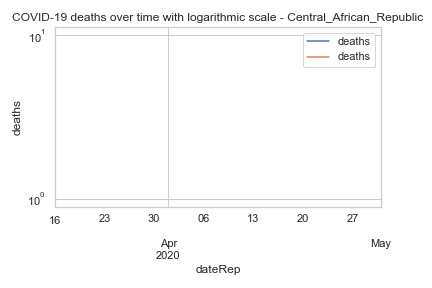 COVID-19 deaths over time with logarithmic scale - Central_African_Republic
10¹
deaths
deaths
deaths
10⁰
16 23 30 06 13 20 27
Apr May
2020
dateRep